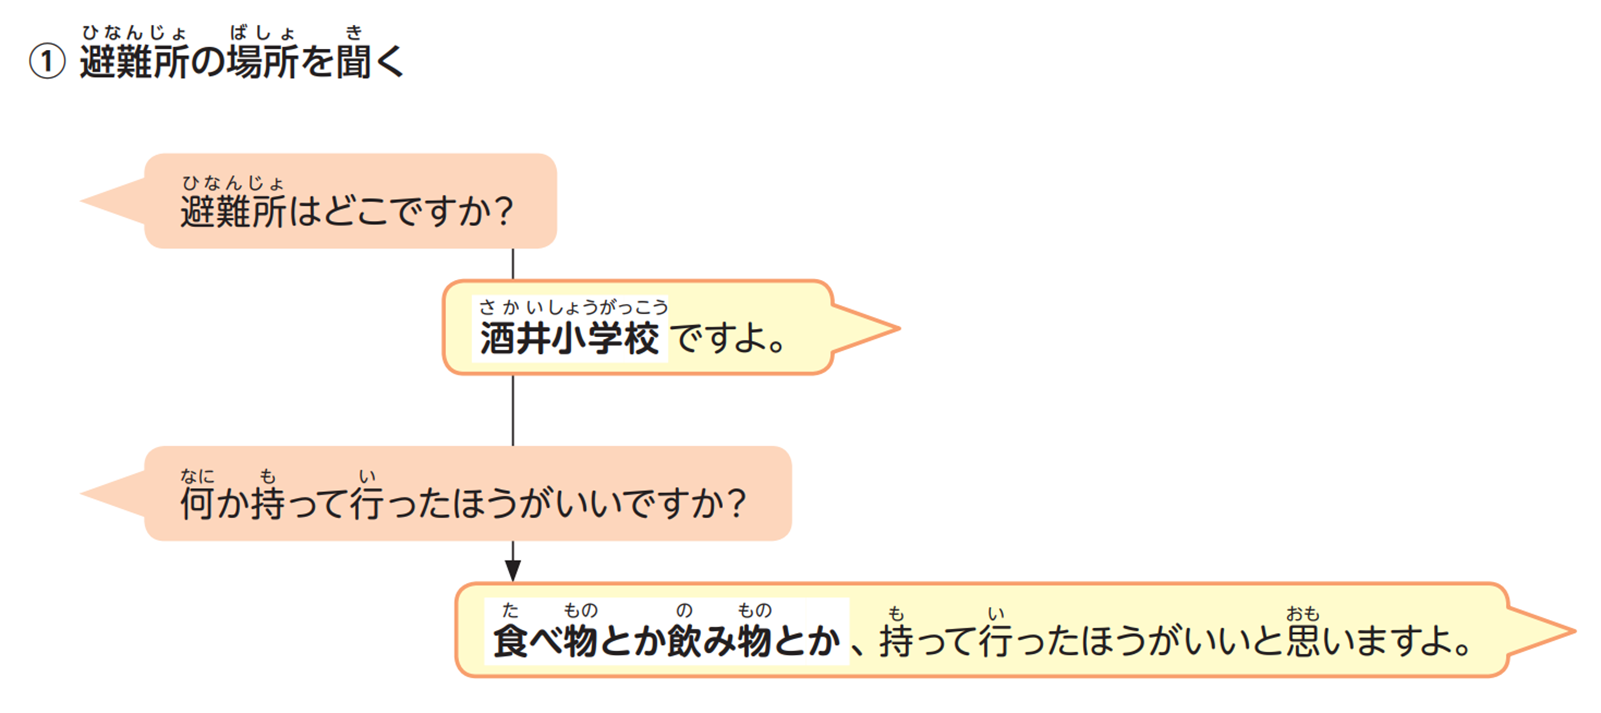 ひなんじょ ばしょ き
① 避難所の場所を聞く
ひなんじょ
避難所はどこですか？
さかいしょうがっこう
酒井小学校ですよ。
なに も い
何か持って行ったほうがいいですか？
た もの の もの も い おも
食べ物とか飲み物とか、持って行ったほうがいいと思いますよ。